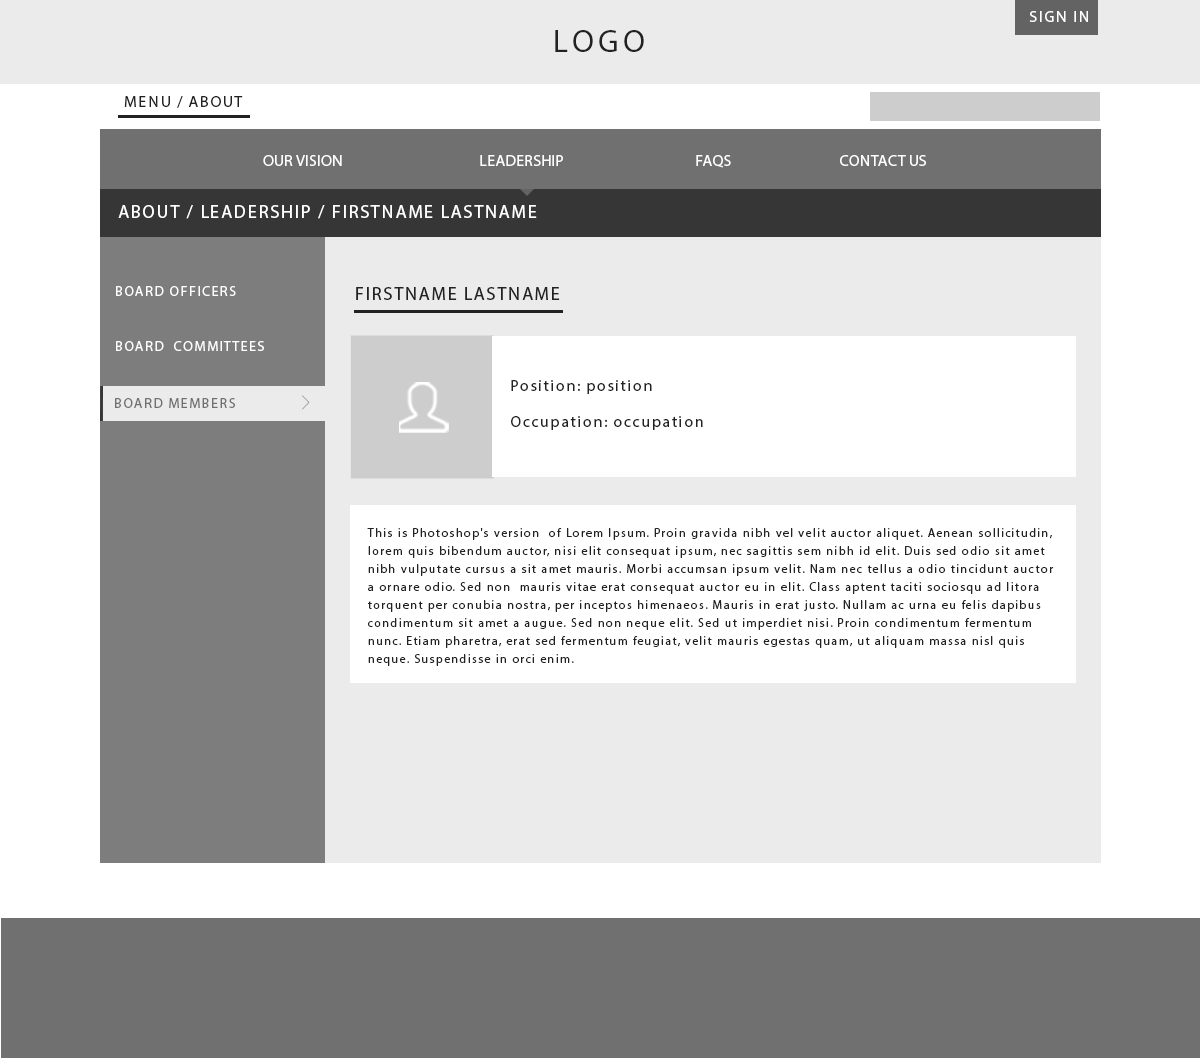 SIGN IN
LOGO
MENU / ABOUT
OUR VISION LEADERSHIP FAQS CONTACT US
ABOUT / LEADERSHIP / FIRSTNAME LASTNAME
BOARD OFFICERS
BOARD  COMMITTEES
BOARD MEMBERS
FIRSTNAME LASTNAME
Position: position
Occupation: occupation
This is Photoshop's version  of Lorem Ipsum. Proin gravida nibh vel velit auctor aliquet. Aenean sollicitudin,
lorem quis bibendum auctor, nisi elit consequat ipsum, nec sagittis sem nibh id elit. Duis sed odio sit amet
nibh vulputate cursus a sit amet mauris. Morbi accumsan ipsum velit. Nam nec tellus a odio tincidunt auctor
a ornare odio. Sed non  mauris vitae erat consequat auctor eu in elit. Class aptent taciti sociosqu ad litora
torquent per conubia nostra, per inceptos himenaeos. Mauris in erat justo. Nullam ac urna eu felis dapibus
condimentum sit amet a augue. Sed non neque elit. Sed ut imperdiet nisi. Proin condimentum fermentum
nunc. Etiam pharetra, erat sed fermentum feugiat, velit mauris egestas quam, ut aliquam massa nisl quis
neque. Suspendisse in orci enim.